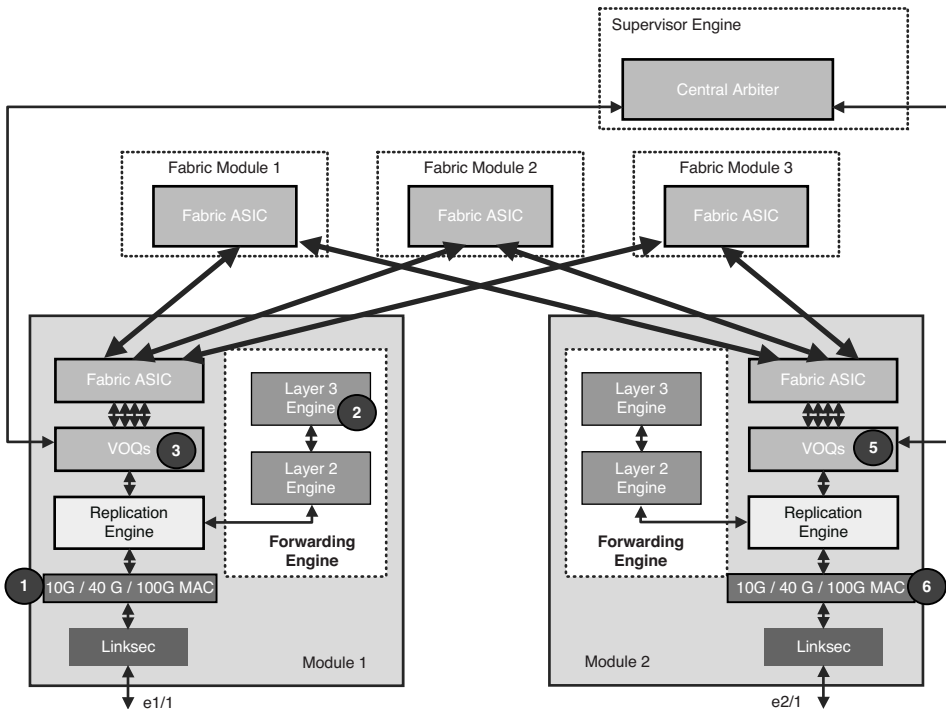 Supervisor Engine
Central Arbiter
Fabric Module 1
Fabric ASIC
Fabric Module 2
Fabric ASIC
Fabric Module 3
Fabric ASIC
Fabric ASIC
VOQs
3
Replication
Engine
1
10G / 40 G / 100G MAC
Linksec
Layer 3
Engine
2
Layer 2
Engine
Forwarding
Engine
Module 1
e1/1
Layer 3
Engine
Layer 2
Engine
Forwarding
Engine
Fabric ASIC
VOQs
5
Replication
Engine
10G / 40 G / 100G MAC
6
Linksec
Module 2
e2/1